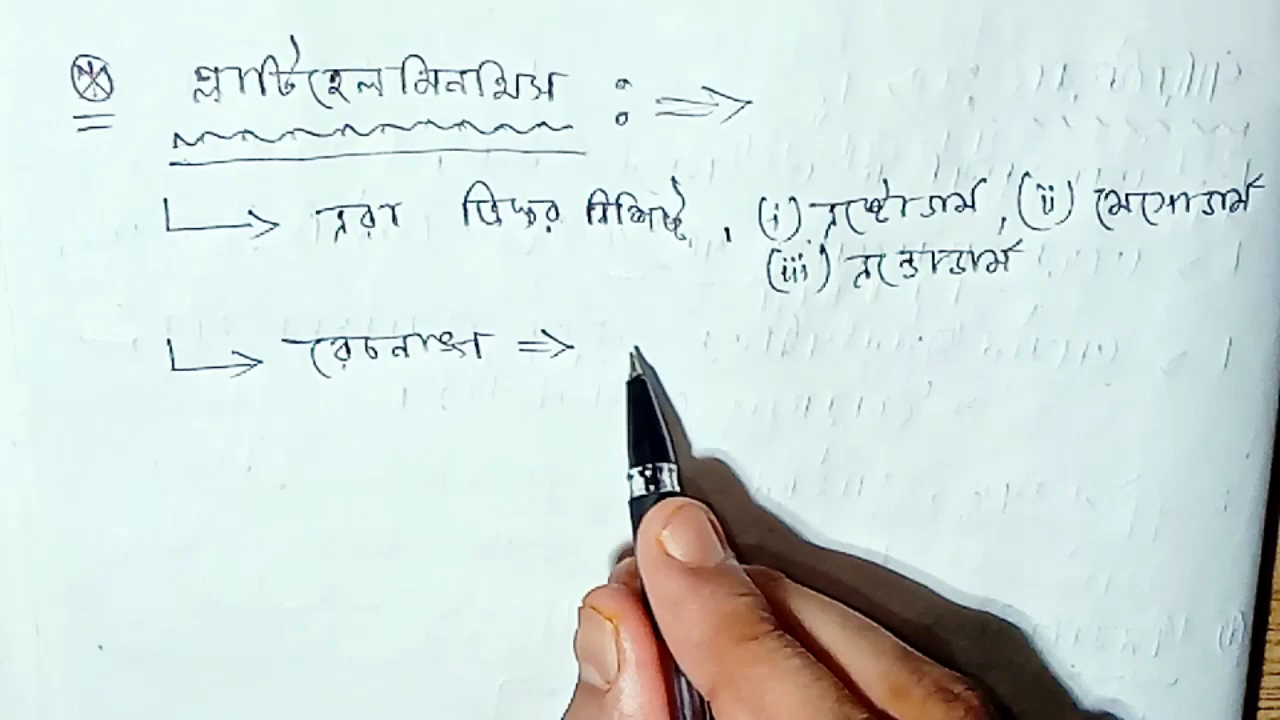 প্লাটিহেলমিনথিস :⇒
এরা ত্রিস্তর বিশিষ্ট, (i) এক্টোডার্ম, (ii) মেসোডার্ম
(iii) এন্ডোডার্ম
রেচনাঙ্গ ⇒